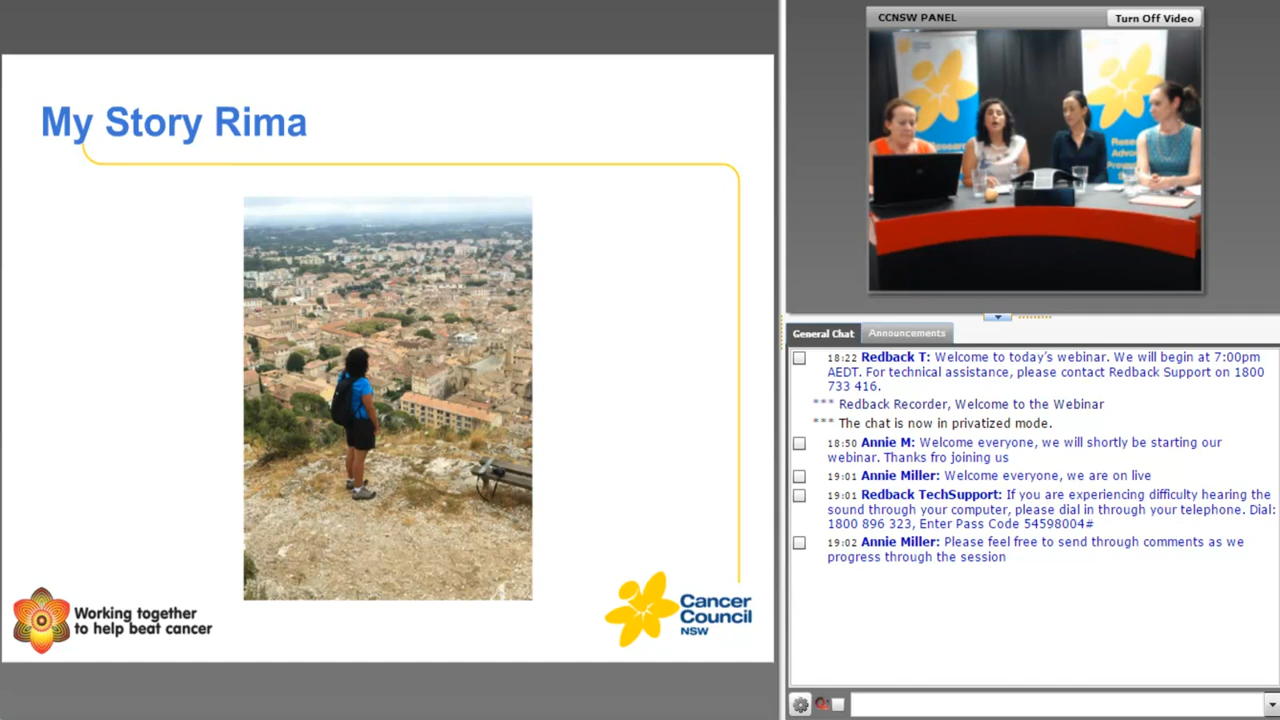 My Story Rima
Working together
to help beat cancer
Cancer
Council
NSW
CCNSW PANEL
Turn Off Video
General Chat
Announcements
18:22 Redback T: Welcome to today's webinar. We will begin at 7:00pm
AEDT. For technical assistance, please contact Redback Support on 1800
733 416.
*** Redback Recorder, Welcome to the Webinar
*** The chat is now in privatized mode.
18:50 Annie M: Welcome everyone, we will shortly be starting our
webinar. Thanks fro joining us
19:01 Annie Miller: Welcome everyone, we are on live
19:01 Redback TechSupport: If you are experiencing difficulty hearing the
sound through your computer, please dial in through your telephone. Dial:
1800 896 323, Enter Pass Code 54598004#
19:02 Annie Miller: Please feel free to send through comments as we
progress through the session